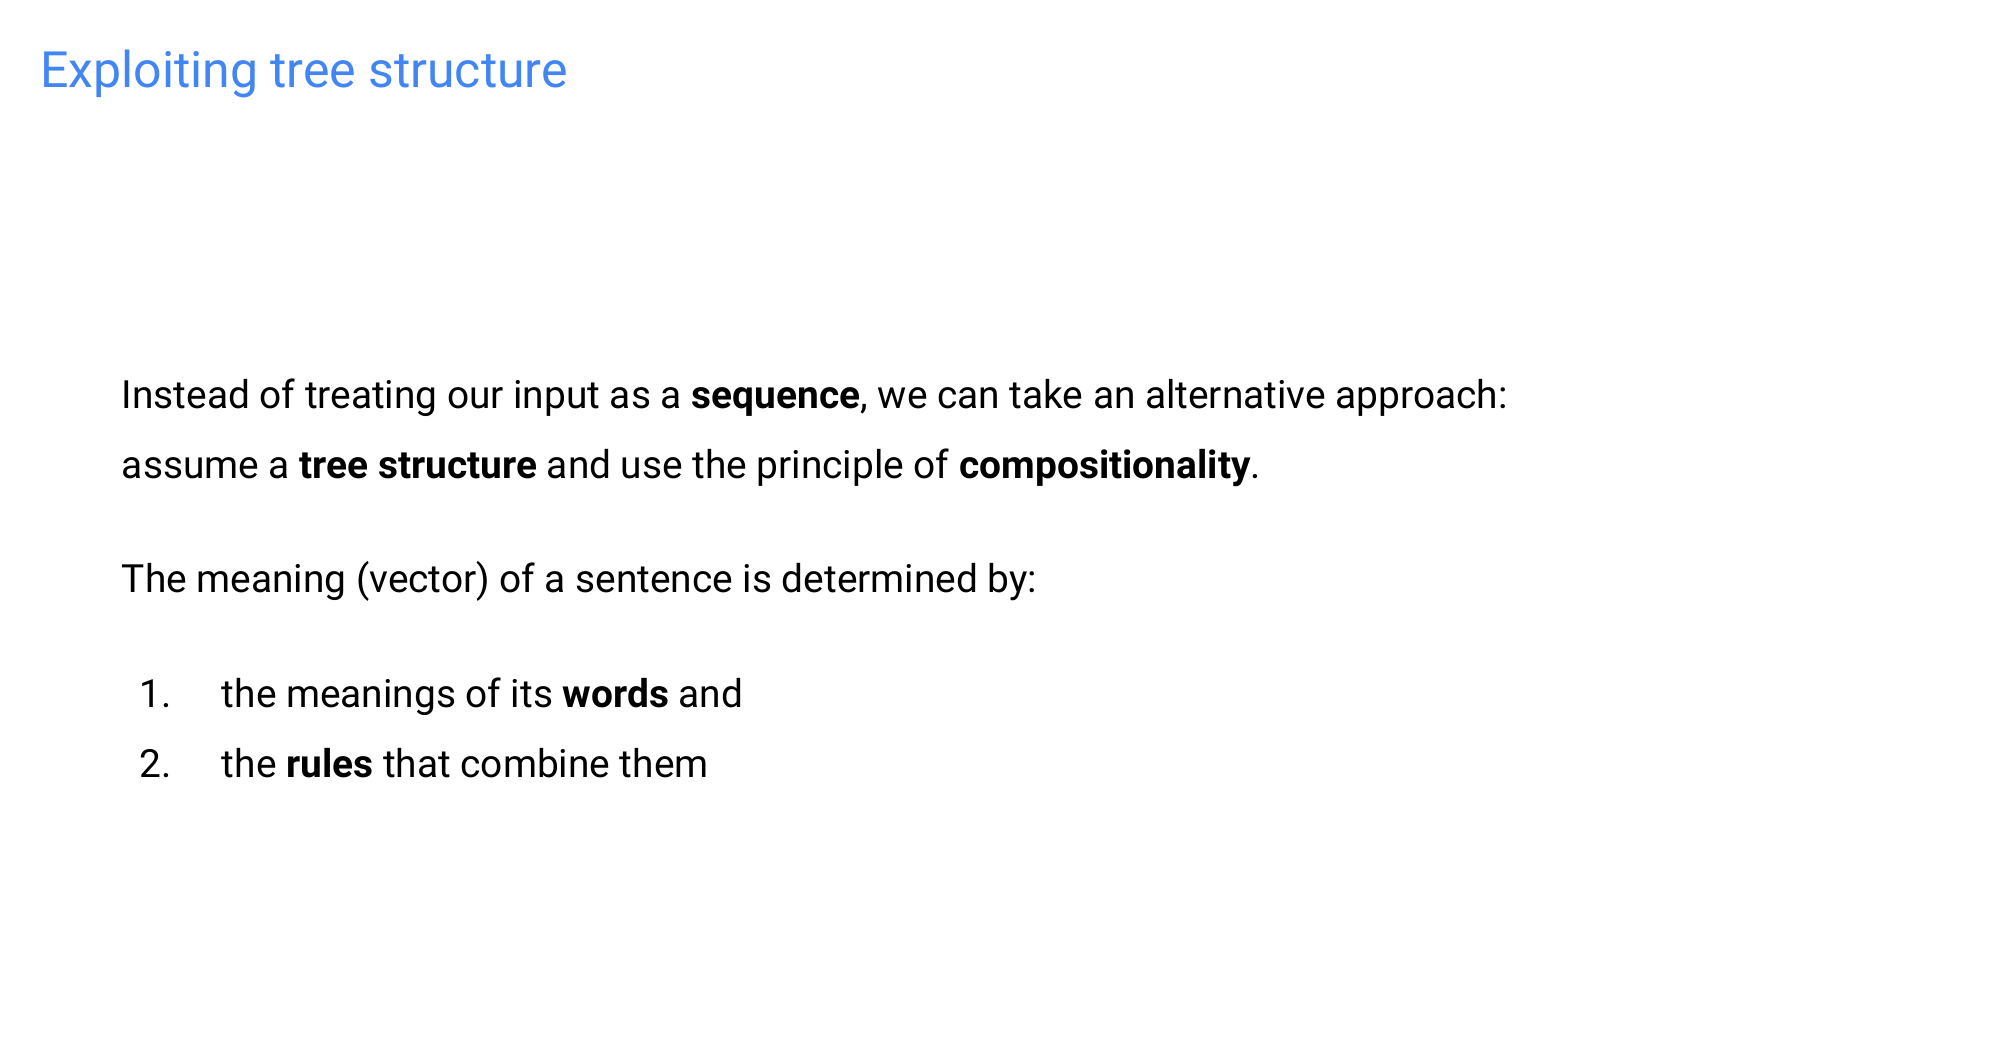 Exploiting tree structure
Instead of treating our input as a sequence, we can take an alternative approach:
assume a tree structure and use the principle of compositionality.
The meaning (vector) of a sentence is determined by:
1. the meanings of its words and
2. the rules that combine them